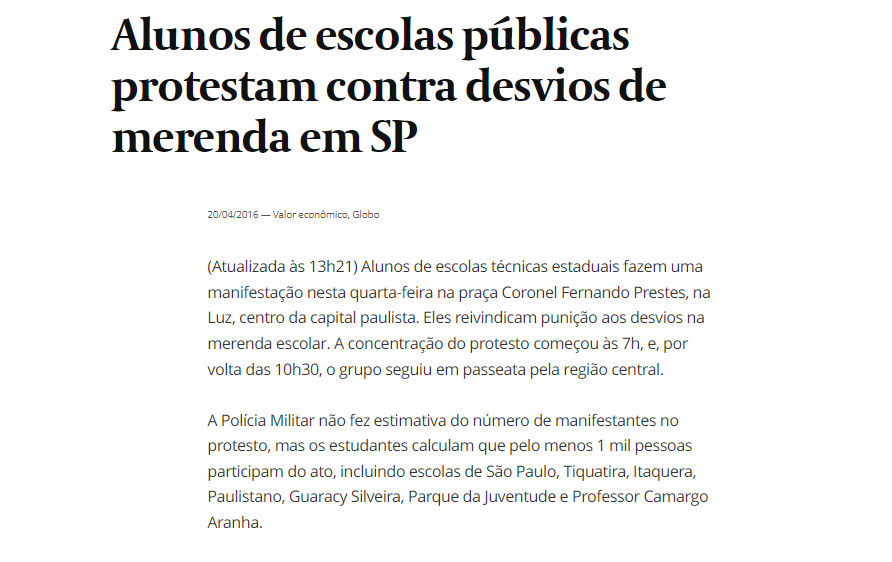 Alunos de escolas públicas
protestam contra desvios de
merenda em SP
20/04/2016 — Valor econômico, Globo
(Atualizada às 13h21) Alunos de escolas técnicas estaduais fazem uma
manifestação nesta quarta-feira na praça Coronel Fernando Prestes, na
Luz, centro da capital paulista. Eles reivindicam punição aos desvios na
merenda escolar. A concentração do protesto começou às 7h, e, por
volta das 10h30, o grupo seguiu em passeata pela região central.
A Polícia Militar não fez estimativa do número de manifestantes no
protesto, mas os estudantes calculam que pelo menos 1 mil pessoas
participam do ato, incluindo escolas de São Paulo, Tiquatira, Itaquera,
Paulistano, Guaracy Silveira, Parque da Juventude e Professor Camargo
Aranha.